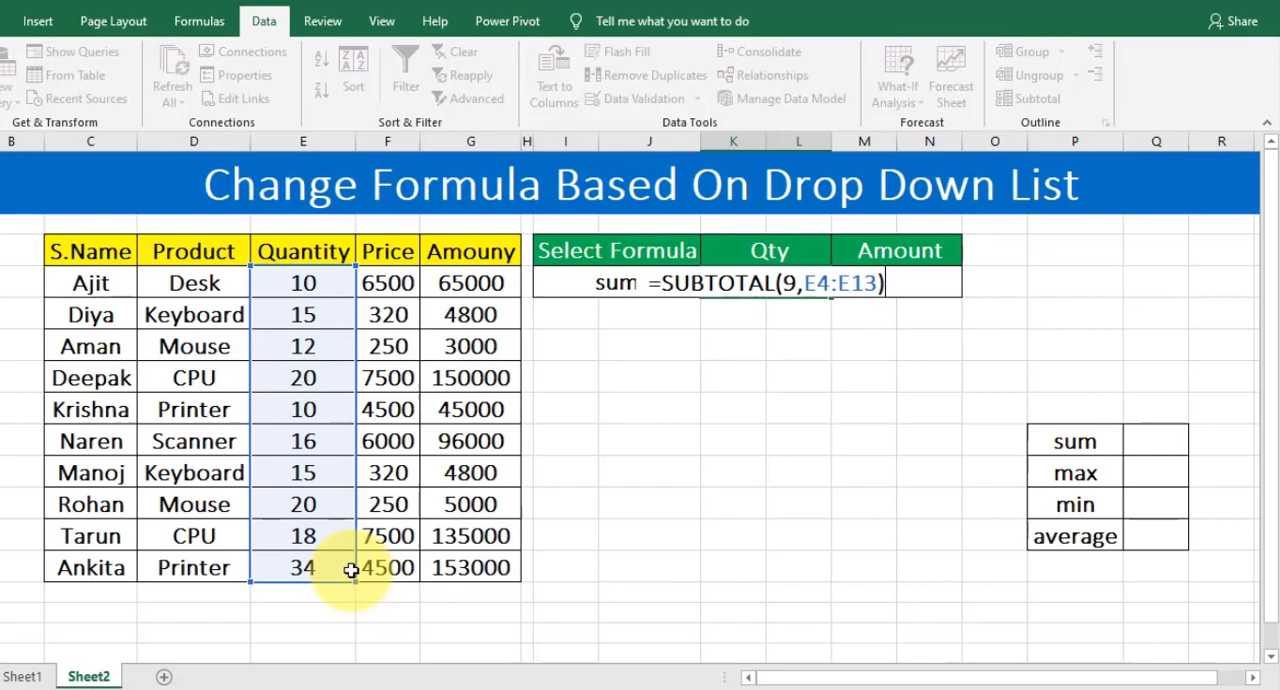 Insert Page Layout Formulas Data Review View Help Power Pivot Tell me what you want to do Share
Show Queries
From Table
Recent Sources
Get & Transform
Refresh
All
Connections
Properties
Edit Links
Connections
Sort
Filter
Clear
Reapply
Advanced
Sort & Filter
Text to
Columns
Flash Fill
Remove Duplicates
Data Validation
Consolidate
Relationships
Manage Data Model
Data Tools
What-If
Analysis
Forecast
Sheet
Forecast
Group
Ungroup
Subtotal
Outline
B C D E F G H I J K L M N O P Q R
Change Formula Based On Drop Down List
S.Name Product Quantity Price Amouny
Ajit Desk 10 6500 65000
Diya Keyboard 15 320 4800
Aman Mouse 12 250 3000
Deepak CPU 20 7500 150000
Krishna Printer 10 4500 45000
Naren Scanner 16 6000 96000
Manoj Keyboard 15 320 4800
Rohan Mouse 20 250 5000
Tarun CPU 18 7500 135000
Ankita Printer 34 4500 153000
Select Formula Qty Amount
sum =SUBTOTAL(9,E4:E13)
sum
max
min
average
Sheet1 Sheet2